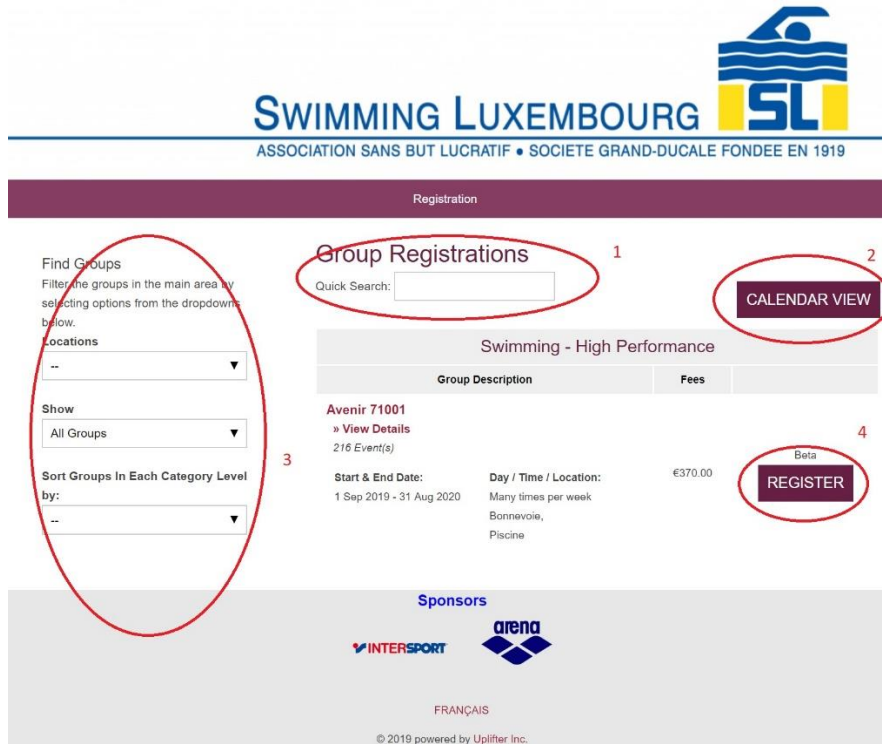 SWIMMING LUXEMBOURG
SL
ASSOCIATION SANS BUT LUCRATIF • SOCIETE GRAND-DUCALE FONDEE EN 1919
Registration
Find Groups
Filter the groups in the main area by
selecting options from the dropdowns
below.
Locations
--
Show
All Groups
Sort Groups In Each Category Level
by:
--
3
Group Registrations
1
Quick Search:
2
CALENDAR VIEW
Swimming - High Performance
Group Description Fees
Avenir 71001
» View Details
216 Event(s)
Start & End Date:
1 Sep 2019 - 31 Aug 2020
Day / Time / Location:
Many times per week
Bonnevoie,
Piscine
€370.00
4
Beta
REGISTER
Sponsors
INTERSPORT
arena
FRANÇAIS
© 2019 powered by Uplifter Inc.